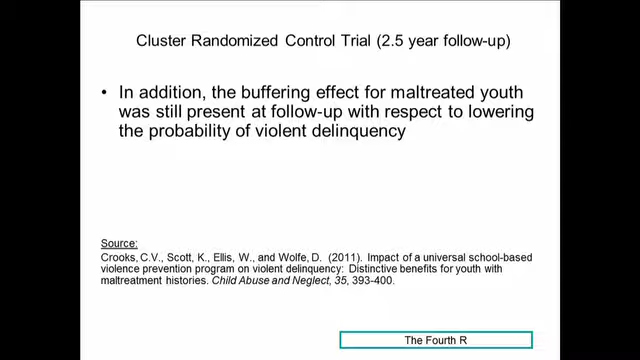 Cluster Randomized Control Trial (2.5 year follow-up)
• In addition, the buffering effect for maltreated youth
was still present at follow-up with respect to lowering
the probability of violent delinquency
Source:
Crooks, C.V., Scott, K., Ellis, W., and Wolfe, D. (2011). Impact of a universal school-based
violence prevention program on violent delinquency: Distinctive benefits for youth with
maltreatment histories. Child Abuse and Neglect, 35, 393-400.
The Fourth R